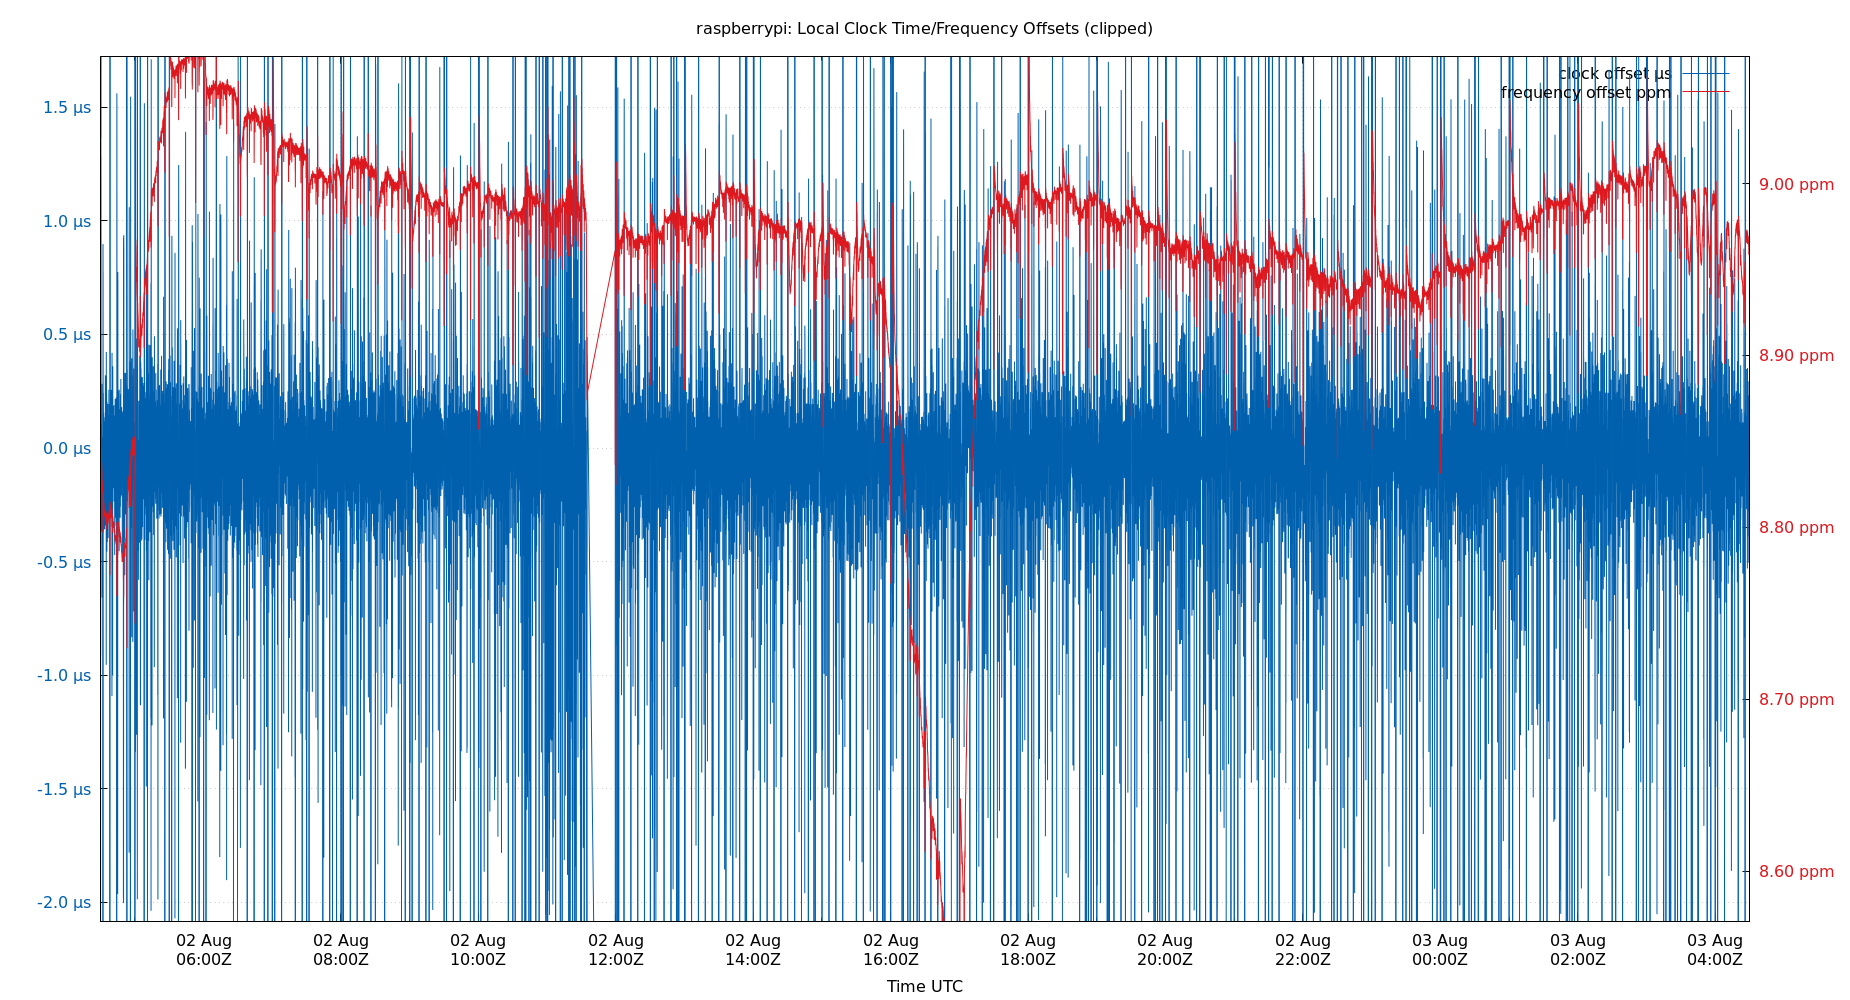 raspberrypi: Local Clock Time/Frequency Offsets (clipped)
clock offset µs
frequency offset ppm
1.5 µs
1.0 µs
0.5 µs
0.0 µs
-0.5 µs
-1.0 µs
-1.5 µs
-2.0 µs
9.00 ppm
8.90 ppm
8.80 ppm
8.70 ppm
8.60 ppm
02 Aug 02 Aug 02 Aug 02 Aug 02 Aug 02 Aug 02 Aug 02 Aug 02 Aug 03 Aug 03 Aug 03 Aug
06:00Z 08:00Z 10:00Z 12:00Z 14:00Z 16:00Z 18:00Z 20:00Z 22:00Z 00:00Z 02:00Z 04:00Z
Time UTC